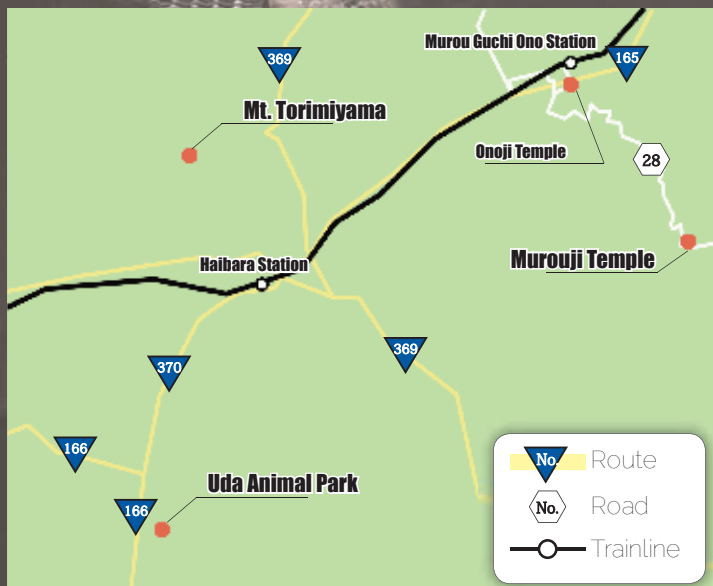 Murou Guchi Ono Station
369
165
Mt. Torimiyama
Onoji Temple
28
Haibara Station
Murouji Temple
370
369
166
Uda Animal Park
166
No. Route
No. Road
Trainline